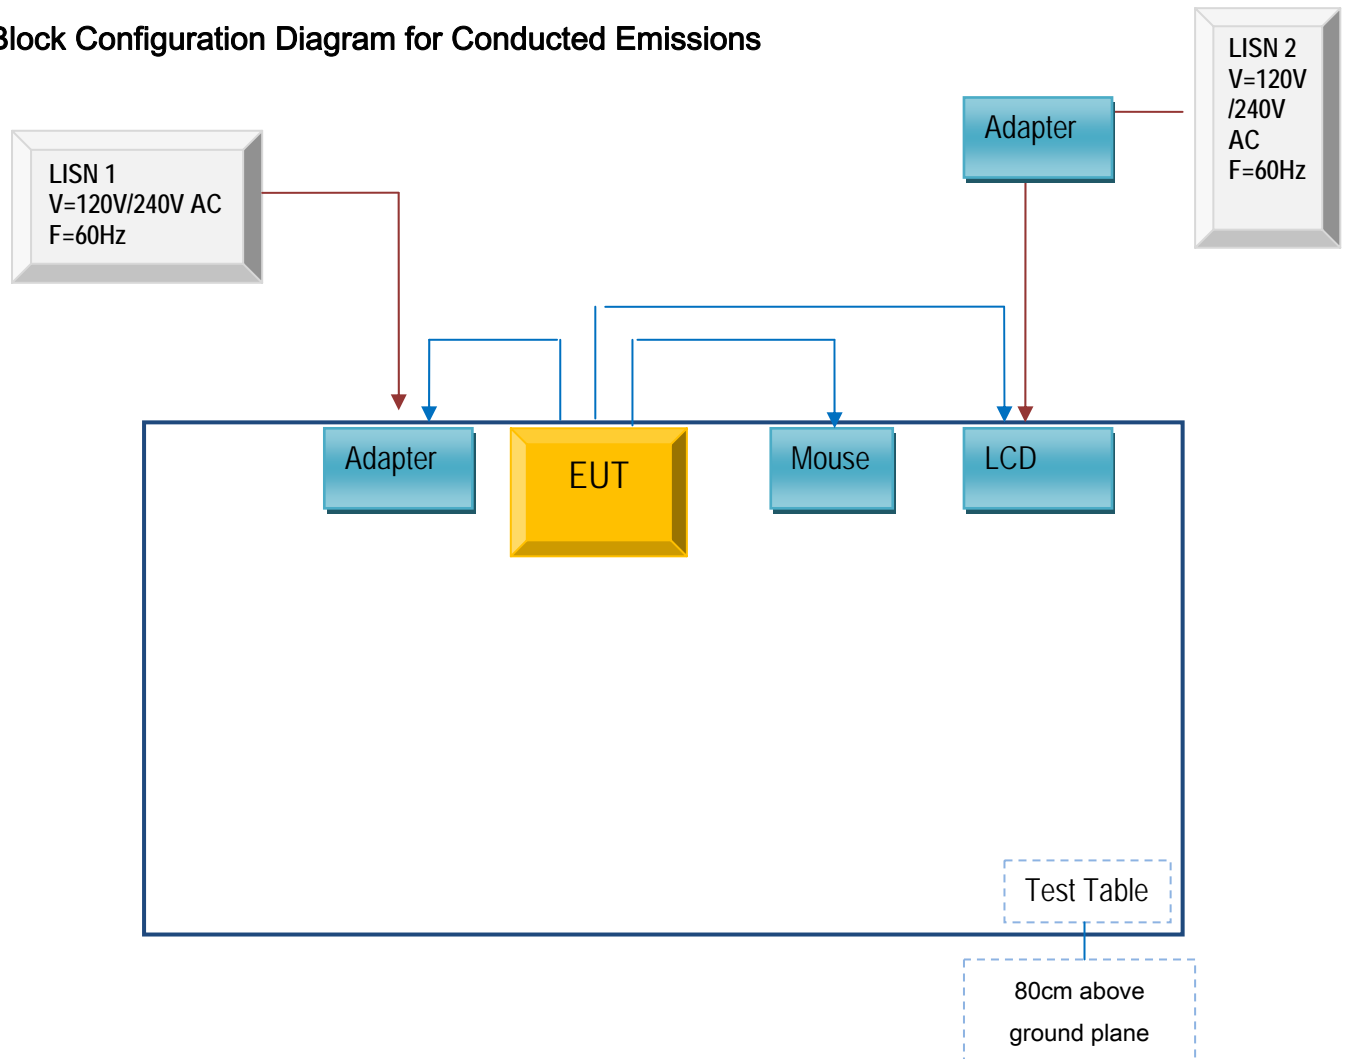 Block Configuration Diagram for Conducted Emissions
LISN 2
V=120V
/240V
AC
F=60Hz
Adapter
LISN 1
V=120V/240V AC
F=60Hz
Adapter
EUT
Mouse
LCD
Test Table
80cm above
ground plane